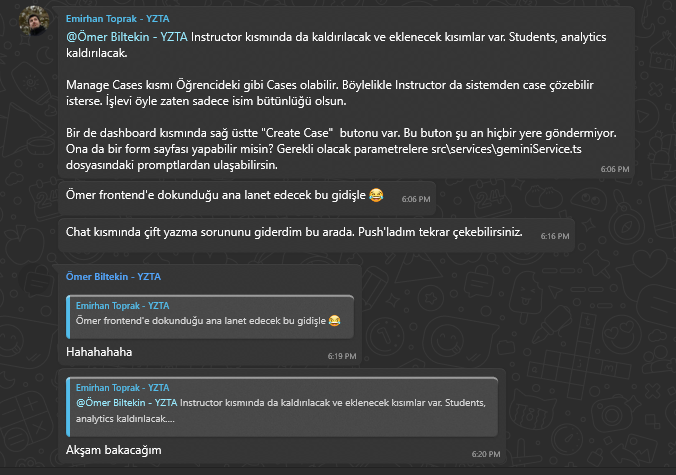 Emirhan Toprak - YZTA
@Ömer Biltekin - YZTA Instructor kısmında da kaldırılacak ve eklenecek kısımlar var. Students, analytics
kaldırılacak.
Manage Cases kısmı Öğrencideki gibi Cases olabilir. Böylelikle Instructor da sistemden case çözebilir
isterse. İşlevi öyle zaten sadece isim bütünlüğü olsun.
Bir de dashboard kısmında sağ üstte "Create Case" butonu var. Bu buton şu an hiçbir yere göndermiyor.
Ona da bir form sayfası yapabilir misin? Gerekli olacak parametrelere src\services\geminiService.ts
dosyasındaki promptlardan ulaşabilirsin.
6:06 PM
Ömer frontend'e dokunduğu ana lanet edecek bu gidişle 😂
6:06 PM
Chat kısmında çift yazma sorununu giderdim bu arada. Push'ladım tekrar çekebilirsiniz.
6:16 PM
Ömer Biltekin - YZTA
Emirhan Toprak - YZTA
Ömer frontend'e dokunduğu ana lanet edecek bu gidişle 😂
Hahahahaha
6:19 PM
Emirhan Toprak - YZTA
@Ömer Biltekin - YZTA Instructor kısmında da kaldırılacak ve eklenecek kısımlar var. Students,
analytics kaldırılacak....
Akşam bakacağım
6:20 PM